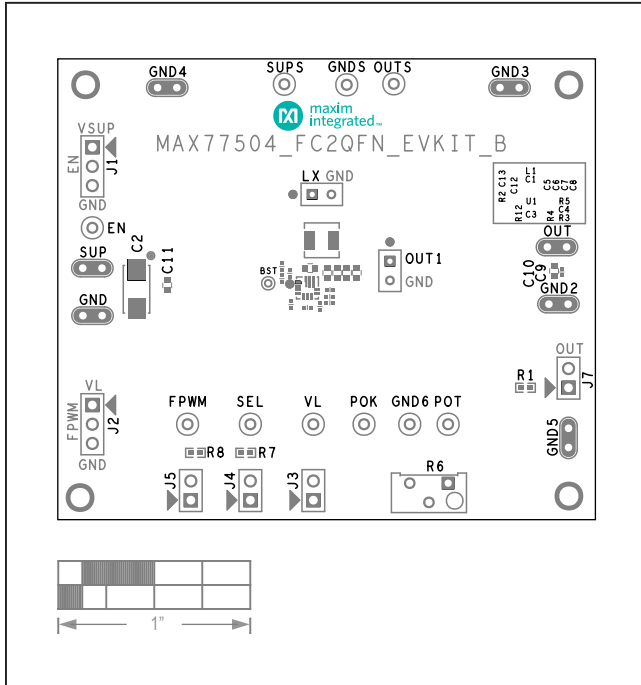 GND4
SUPS
GNDS
OUTS
GND3
maxim
integrated™
MAX77504_FC2QFN_EVKIT_B
VSUP
EN
J1
GND
EN
LX GND
R2
C13
C12
L1
C1
C5
C6
C7
C8
R12
U1
C3
R4
R5
C4
R3
SUP
C2
C11
BST
OUT1
GND
OUT
C10
C9
GND2
GND
VL
FPWM
J2
GND
FPWM
SEL
VL
POK
GND6
POT
R1
OUT
J7
GND5
R8
R7
J5
J4
J3
R6
1"